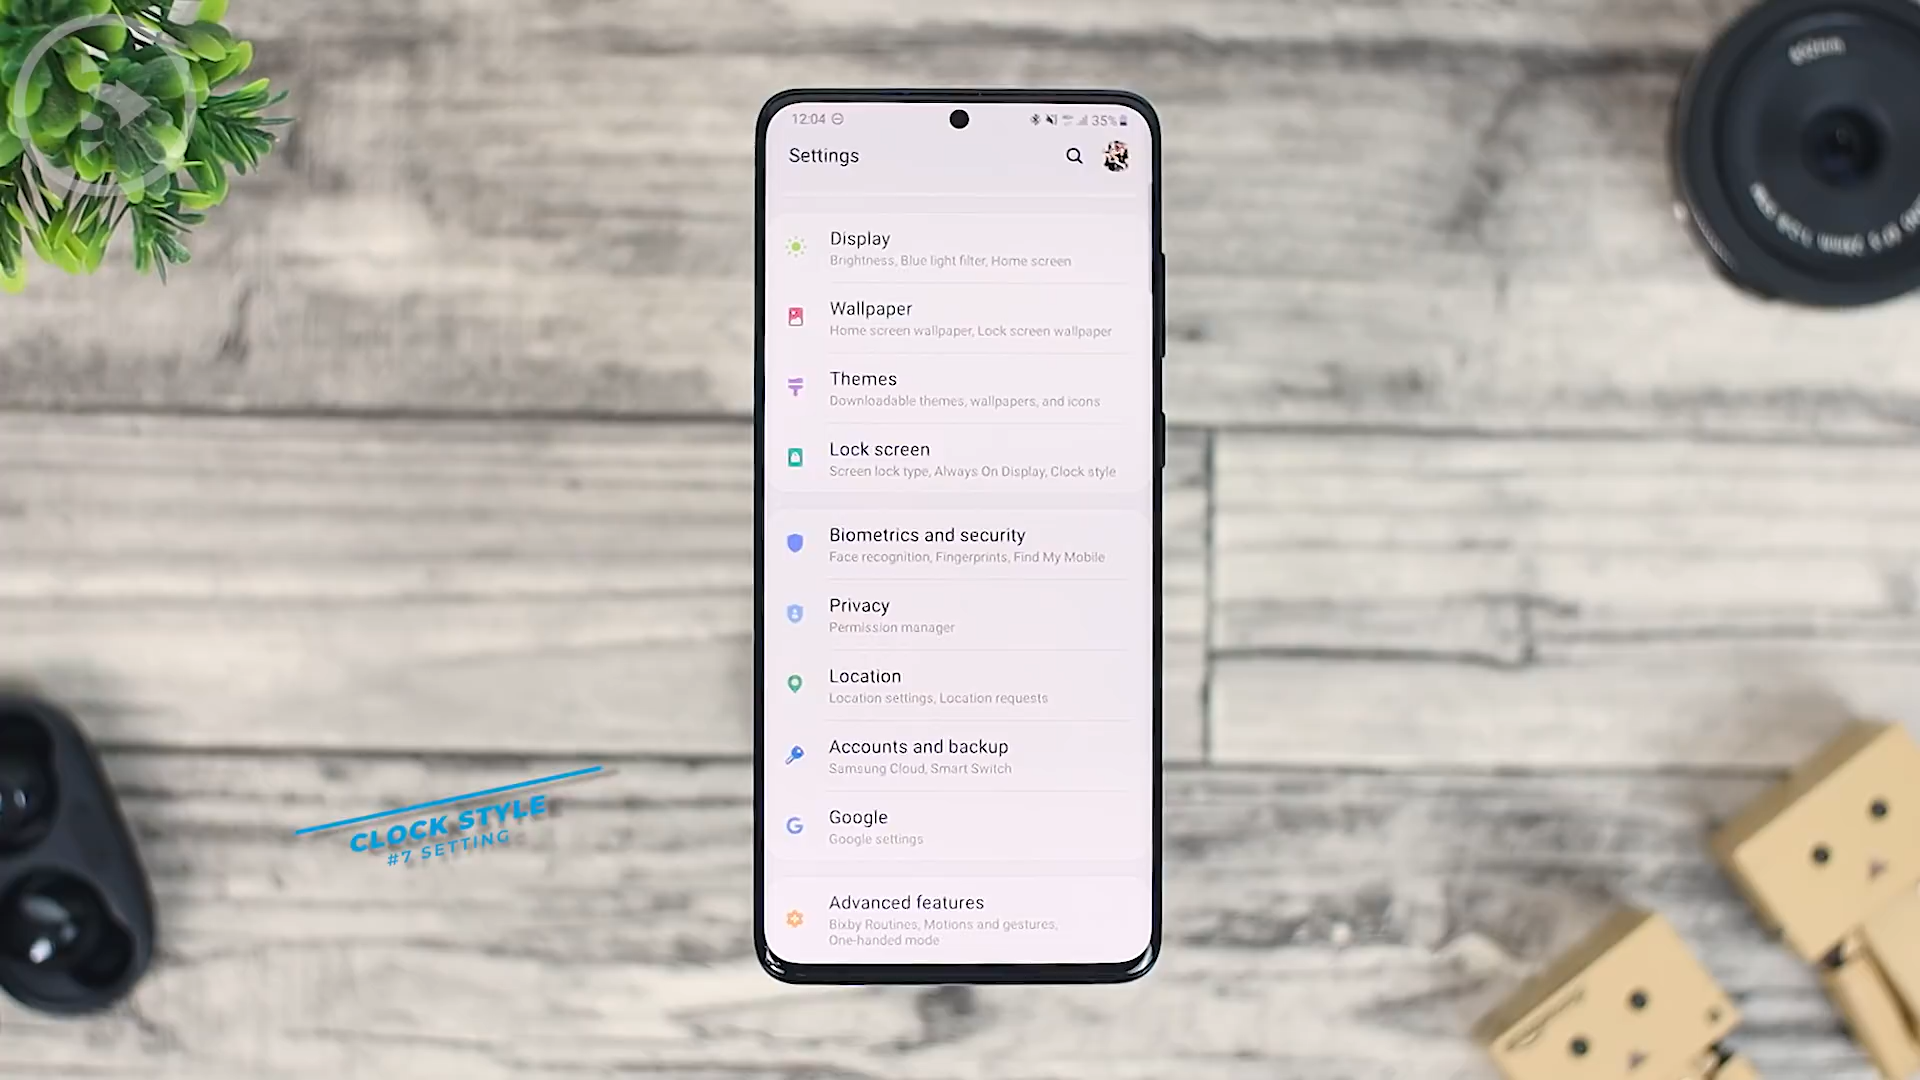 12:04
35%
Settings
Display
Brightness, Blue light filter, Home screen
Wallpaper
Home screen wallpaper, Lock screen wallpaper
Themes
Downloadable themes, wallpapers, and icons
Lock screen
Screen lock type, Always On Display, Clock style
Biometrics and security
Face recognition, Fingerprints, Find My Mobile
Privacy
Permission manager
Location
Location settings, Location requests
Accounts and backup
Samsung Cloud, Smart Switch
Google
Google settings
Advanced features
Bixby Routines, Motions and gestures,
One-handed mode
CLOCK STYLE
#7 SETTING